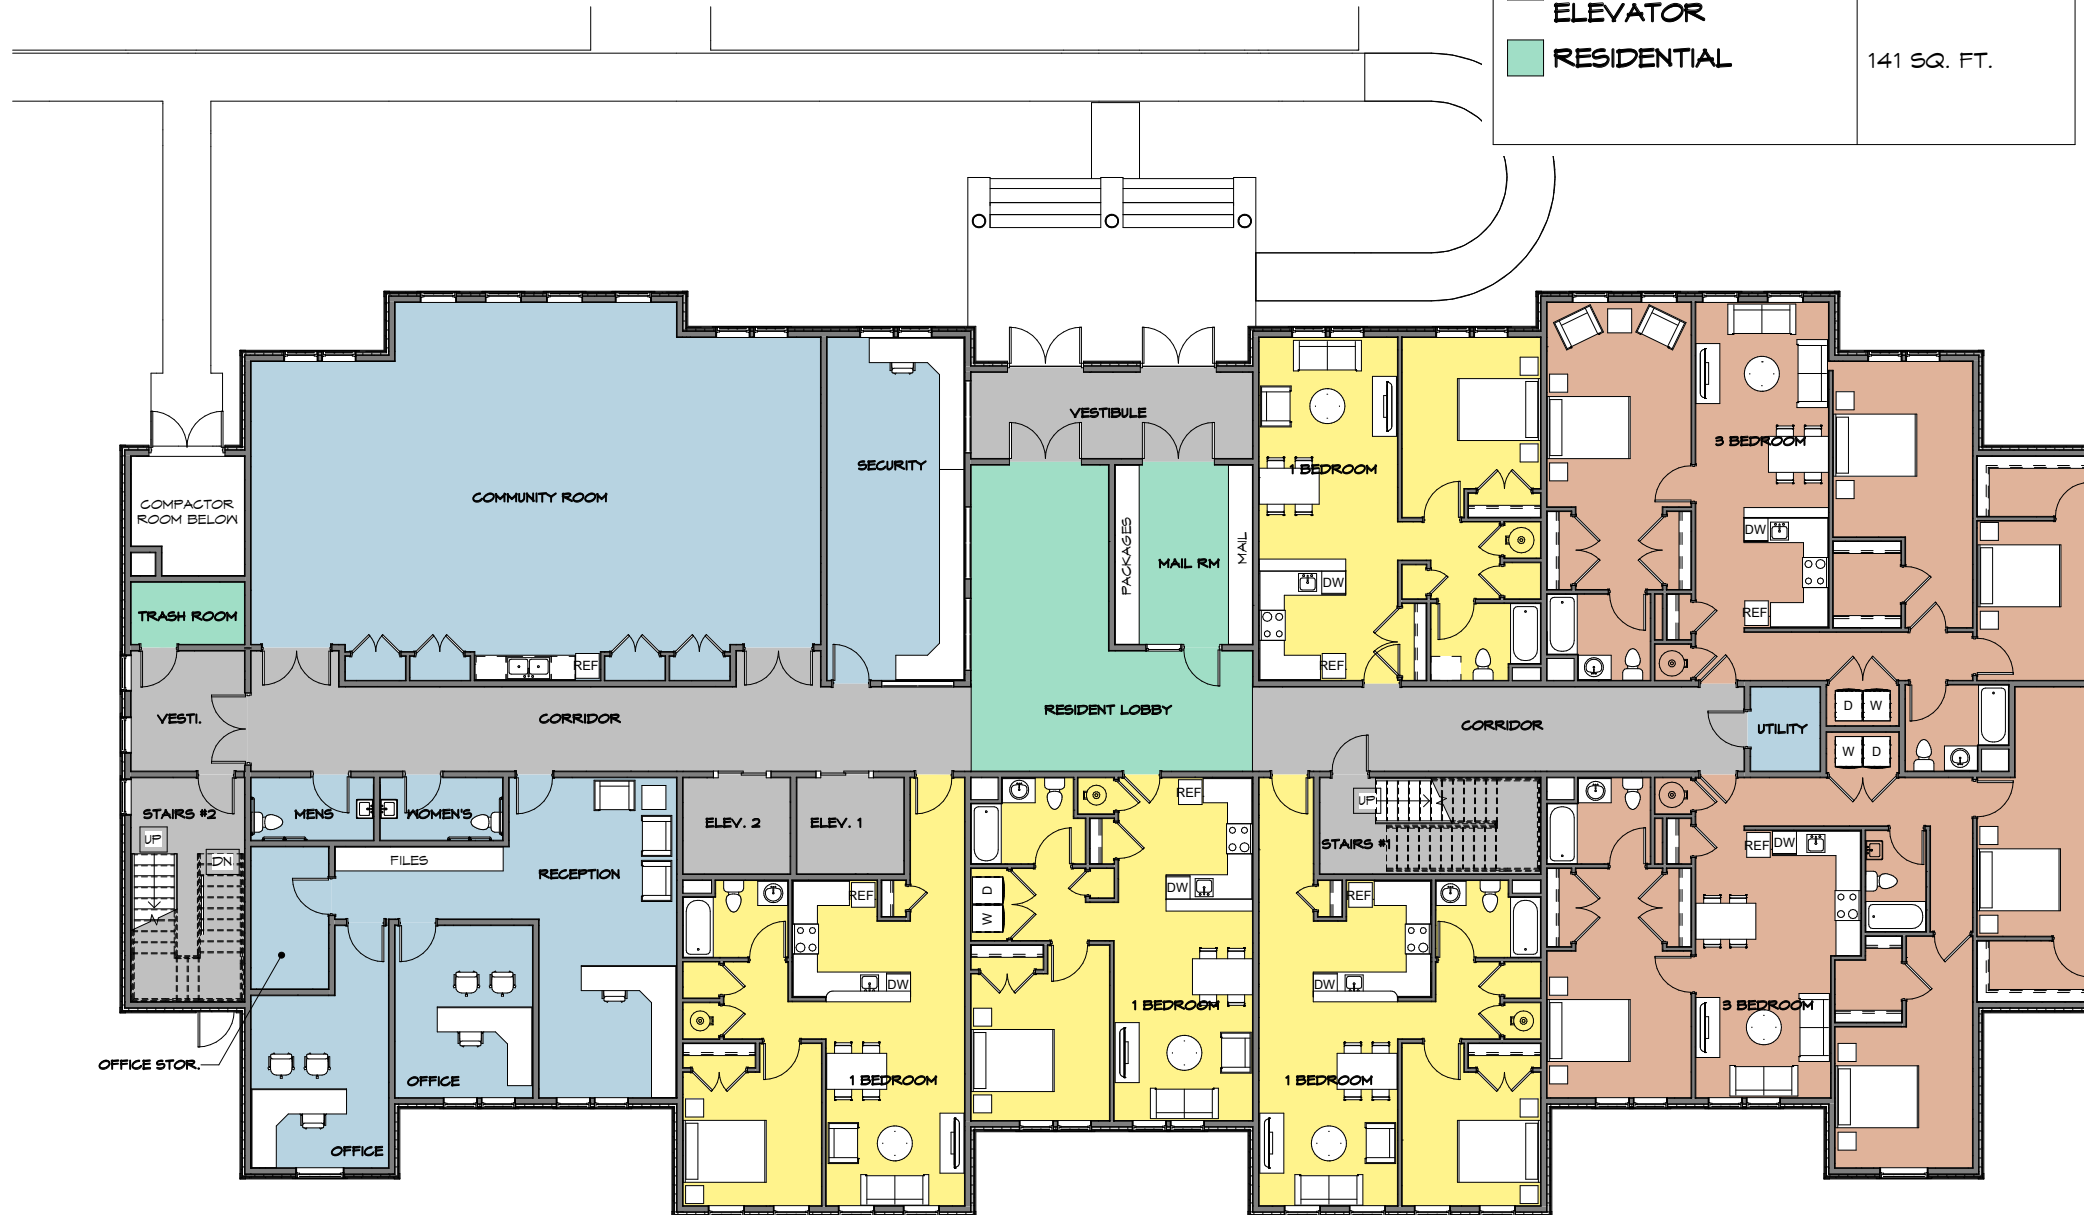 ELEVATOR
RESIDENTIAL
141 SQ. FT.
VESTIBULE
SECURITY
COMMUNITY ROOM
1 BEDROOM
3 BEDROOM
COMPACTOR
ROOM BELOW
PACKAGES
MAIL RM
MAIL
DW
DW
TRASH ROOM
REF
REF.
REF.
VESTI.
CORRIDOR
RESIDENT LOBBY
CORRIDOR
UTILITY
D
W
W
D
STAIRS #2
MENS
WOMEN'S
ELEV. 2
ELEV. 1
REF.
UP
STAIRS #1
UP
DN
FILES
RECEPTION
REF.
DW
REF.
D
W
DW
REF.
DW
DW
1 BEDROOM
3 BEDROOM
OFFICE STOR.
OFFICE
1 BEDROOM
1 BEDROOM
OFFICE